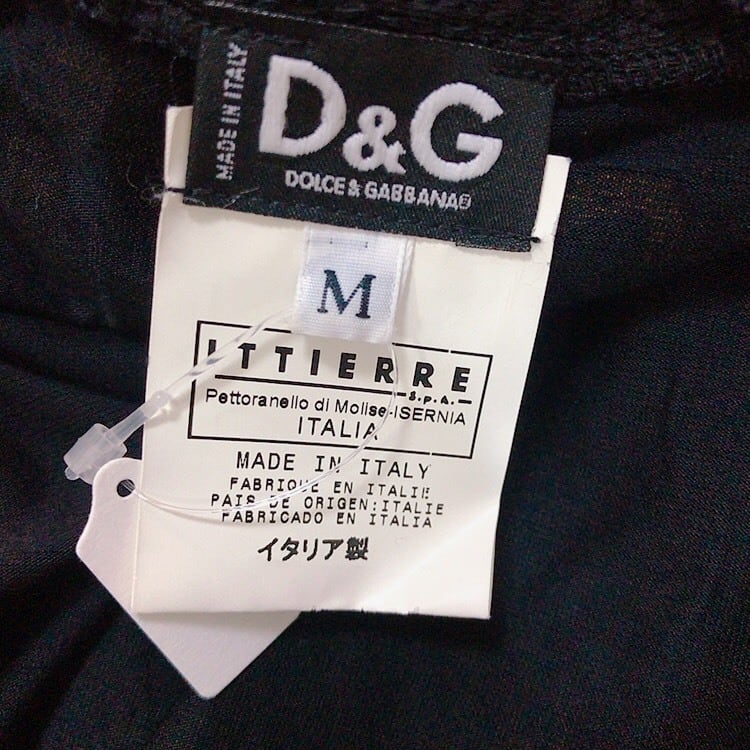 MADE IN ITALY
D&G
DOLCE & GABBANA
M
ITTIERRE
S.p.A.
Pettoranello di Molise-ISERNIA
ITALIA
MADE IN ITALY
FABRIQUE EN ITALIE
PAIS DE ORIGEN:ITALIE
FABRICADO EN ITALIA
イタリア製